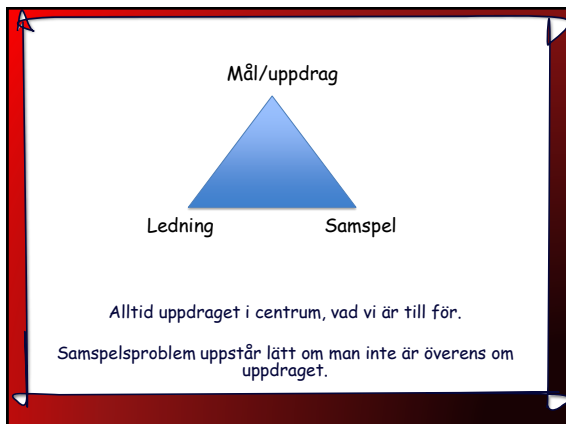 Mål/uppdrag
Ledning
Samspel
Alltid uppdraget i centrum, vad vi är till för.
Samspelsproblem uppstår lätt om man inte är överens om
uppdraget.